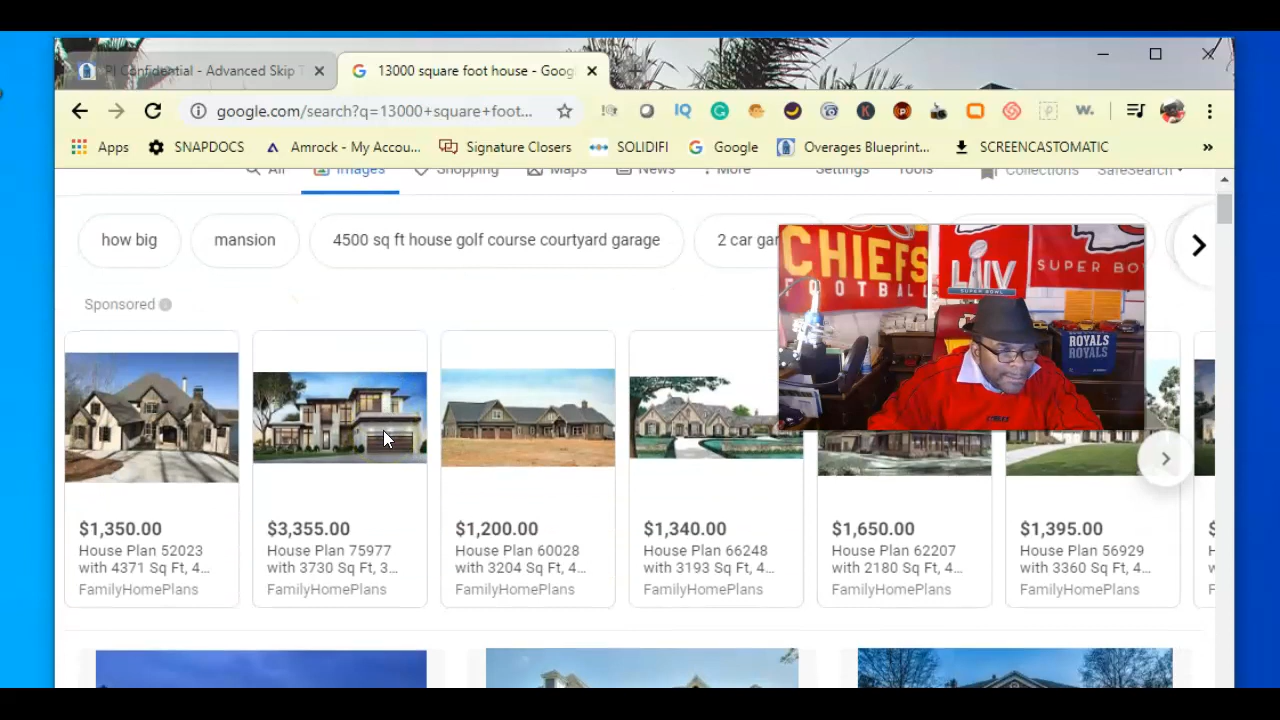 PI Confidential - Advanced Skip T
13000 square foot house - Goog
google.com/search?q=13000+square+foot...
Apps
SNAPDOCS
Amrock - My Accou...
Signature Closers
SOLIDIFI
Google
Overages Blueprint...
SCREENCASTOMATIC
»
All
Images
Shopping
Maps
News
More
Settings
Tools
Collections
SafeSearch
how big
mansion
4500 sq ft house golf course courtyard garage
2 car gar
Sponsored
CHIEFS
FOOTBALL
LIV
SUPER BOWL
SUPER BO
ROYALS
ROYALS
$1,350.00
House Plan 52023
with 4371 Sq Ft, 4...
FamilyHomePlans
$3,355.00
House Plan 75977
with 3730 Sq Ft, 3...
FamilyHomePlans
$1,200.00
House Plan 60028
with 3204 Sq Ft, 4...
FamilyHomePlans
$1,340.00
House Plan 66248
with 3193 Sq Ft, 4...
FamilyHomePlans
$1,650.00
House Plan 62207
with 2180 Sq Ft, 4...
FamilyHomePlans
$1,395.00
House Plan 56929
with 3360 Sq Ft, 4...
FamilyHomePlans